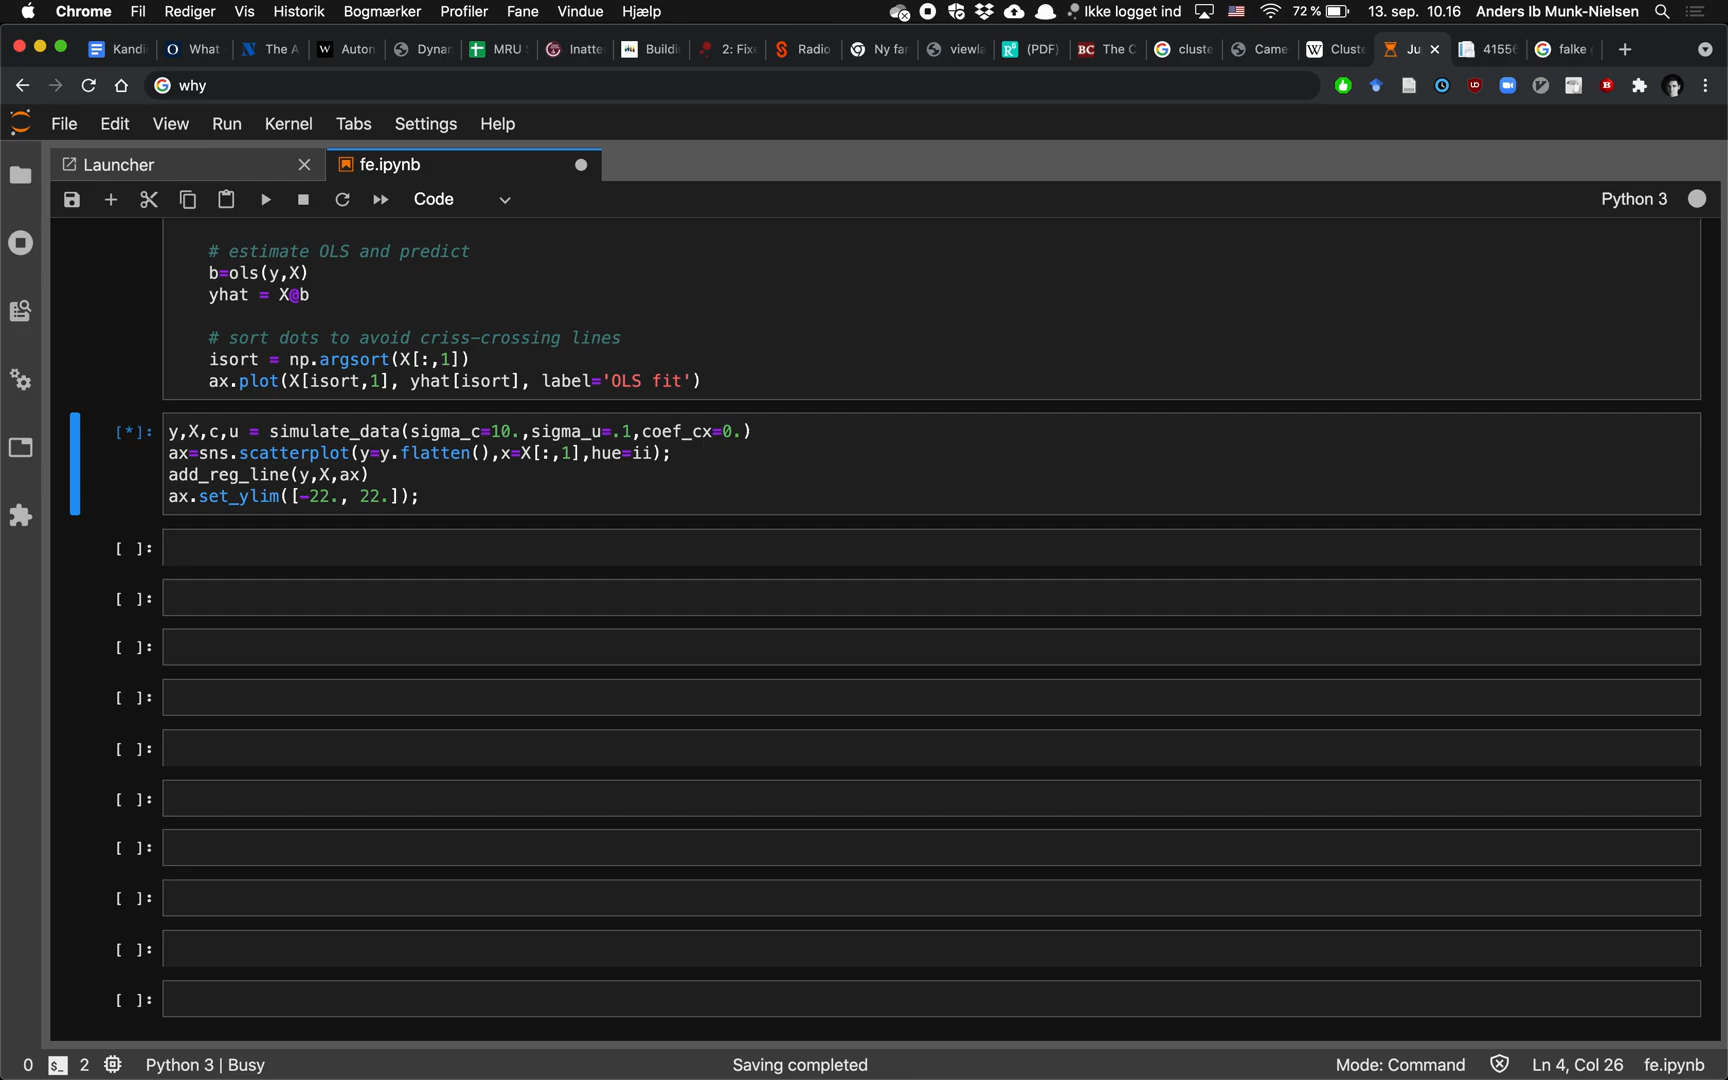 Chrome Fil Rediger Vis Historik Bogmærker Profiler Fane Vindue Hjælp Ikke logget ind 72 % 13. sep. 10.16 Anders Ib Munk-Nielsen
Kandi What The A Auton Dynar MRU Inatte Buildi 2: Fixe Radio Ny far viewla (PDF) The C cluste Came Cluste Ju 4155 falke
why
File Edit View Run Kernel Tabs Settings Help
Launcher fe.ipynb
Code Python 3
# estimate OLS and predict
b=ols(y,X)
yhat = X@b
# sort dots to avoid criss-crossing lines
isort = np.argsort(X[:,1])
ax.plot(X[isort,1], yhat[isort], label='OLS fit')
[*]: y,X,c,u = simulate_data(sigma_c=10.,sigma_u=.1,coef_cx=0.)
ax=sns.scatterplot(y=y.flatten(),x=X[:,1],hue=ii);
add_reg_line(y,X,ax)
ax.set_ylim([-22., 22.]);
[ ]:
[ ]:
[ ]:
[ ]:
[ ]:
[ ]:
[ ]:
[ ]:
[ ]:
[ ]:
0 $_ 2 Python 3 | Busy Saving completed Mode: Command Ln 4, Col 26 fe.ipynb